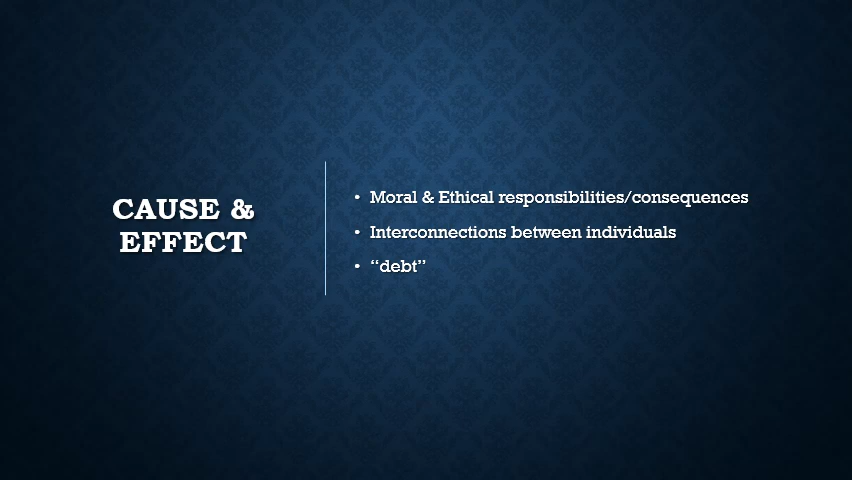 CAUSE &
EFFECT
• Moral & Ethical responsibilities/consequences
• Interconnections between individuals
• “debt”